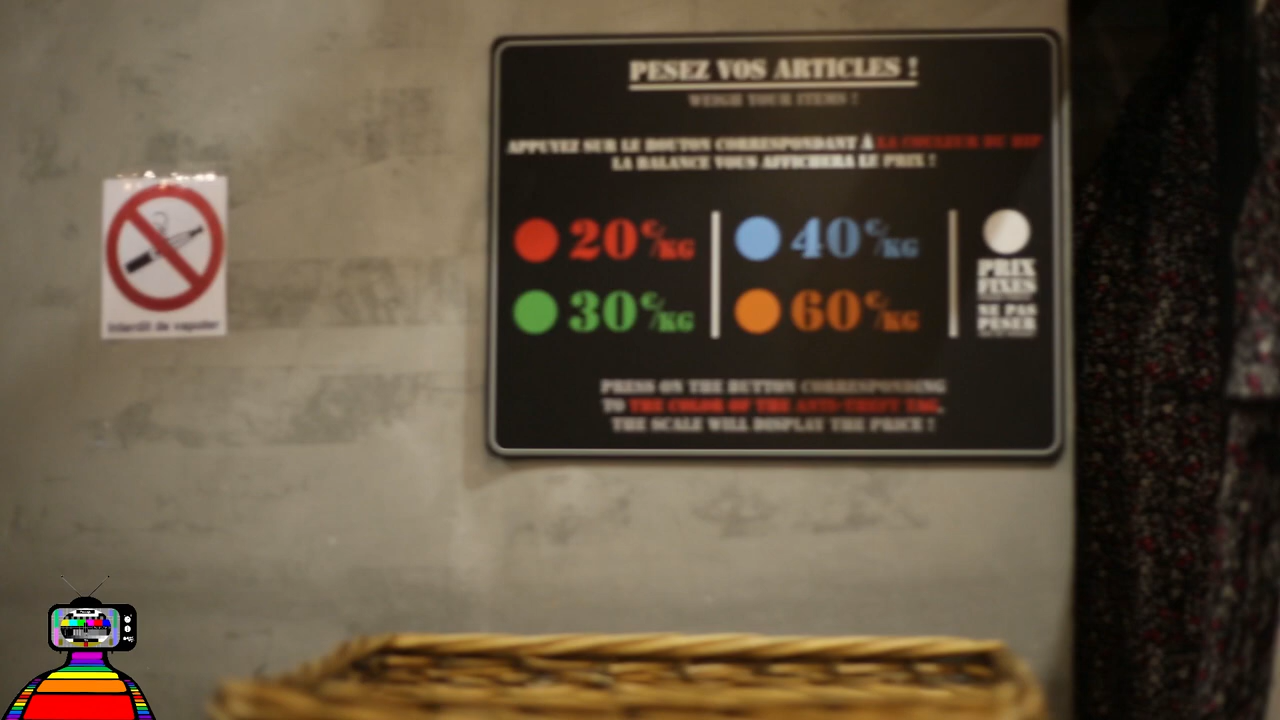 PESEZ VOS ARTICLES !
WEIGH YOUR ITEMS !
APPUYEZ SUR LE BOUTON CORRESPONDANT À LA COULEUR DU BIP
LA BALANCE VOUS AFFICHERA LE PRIX !
20€/KG
40€/KG
30€/KG
60€/KG
PRIX
FIXES
NE PAS
PESER
PRESS ON THE BUTTON CORRESPONDING
TO THE COLOR OF THE ANTI-THEFT TAG.
THE SCALE WILL DISPLAY THE PRICE !
Interdit de vapoter